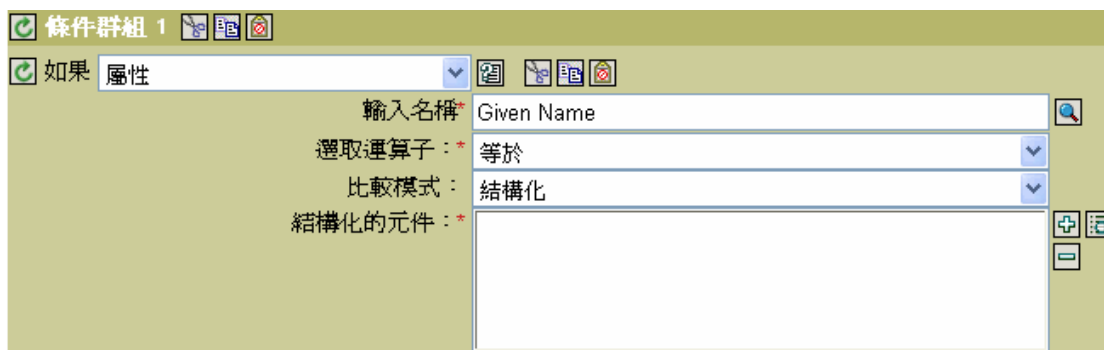 條件群組 1
如果 屬性
輸入名稱* Given Name
選取運算子：* 等於
比較模式： 結構化
結構化的元件：*